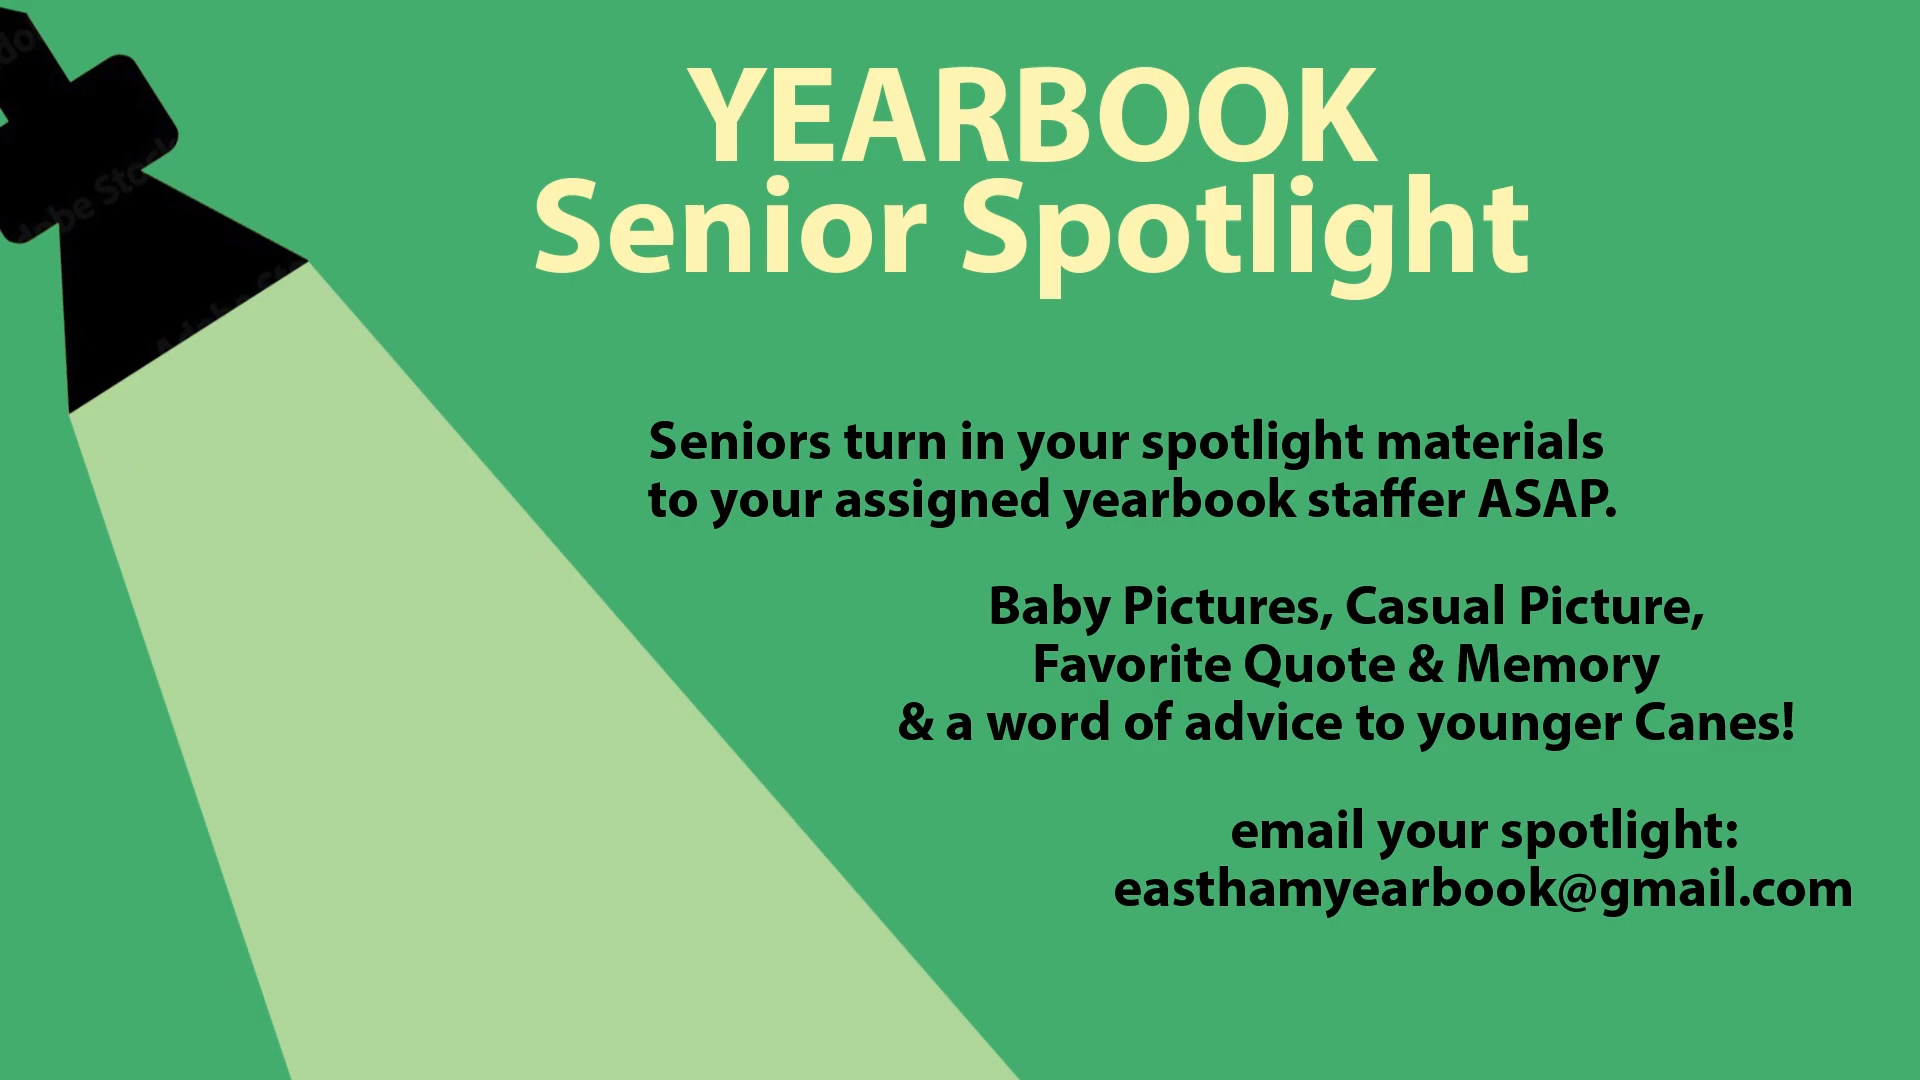 YEARBOOK
Senior Spotlight
Seniors turn in your spotlight materials
to your assigned yearbook staffer ASAP.
Baby Pictures, Casual Picture,
Favorite Quote & Memory
& a word of advice to younger Canes!
email your spotlight:
easthamyearbook@gmail.com